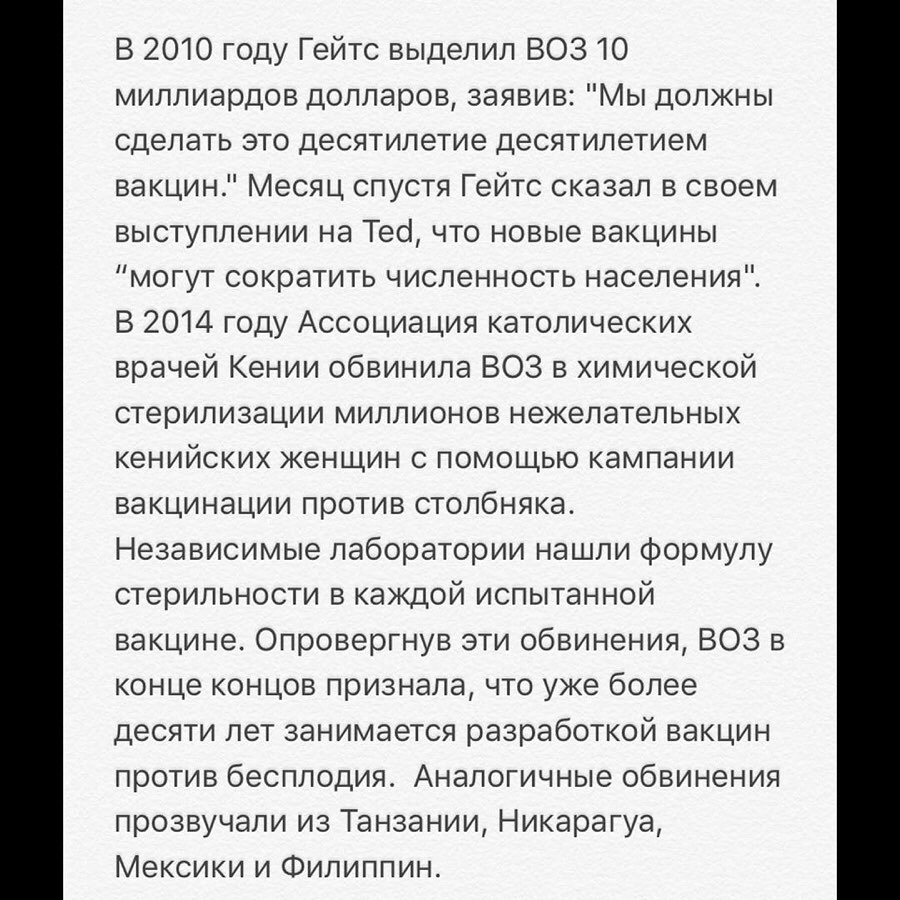 В 2010 году Гейтс выделил ВОЗ 10
миллиардов долларов, заявив: "Мы должны
сделать это десятилетие десятилетием
вакцин." Месяц спустя Гейтс сказал в своем
выступлении на Ted, что новые вакцины
“могут сократить численность населения".
В 2014 году Ассоциация католических
врачей Кении обвинила ВОЗ в химической
стерилизации миллионов нежелательных
кенийских женщин с помощью кампании
вакцинации против столбняка.
Независимые лаборатории нашли формулу
стерильности в каждой испытанной
вакцине. Опровергнув эти обвинения, ВОЗ в
конце концов признала, что уже более
десяти лет занимается разработкой вакцин
против бесплодия.  Аналогичные обвинения
прозвучали из Танзании, Никарагуа,
Мексики и Филиппин.